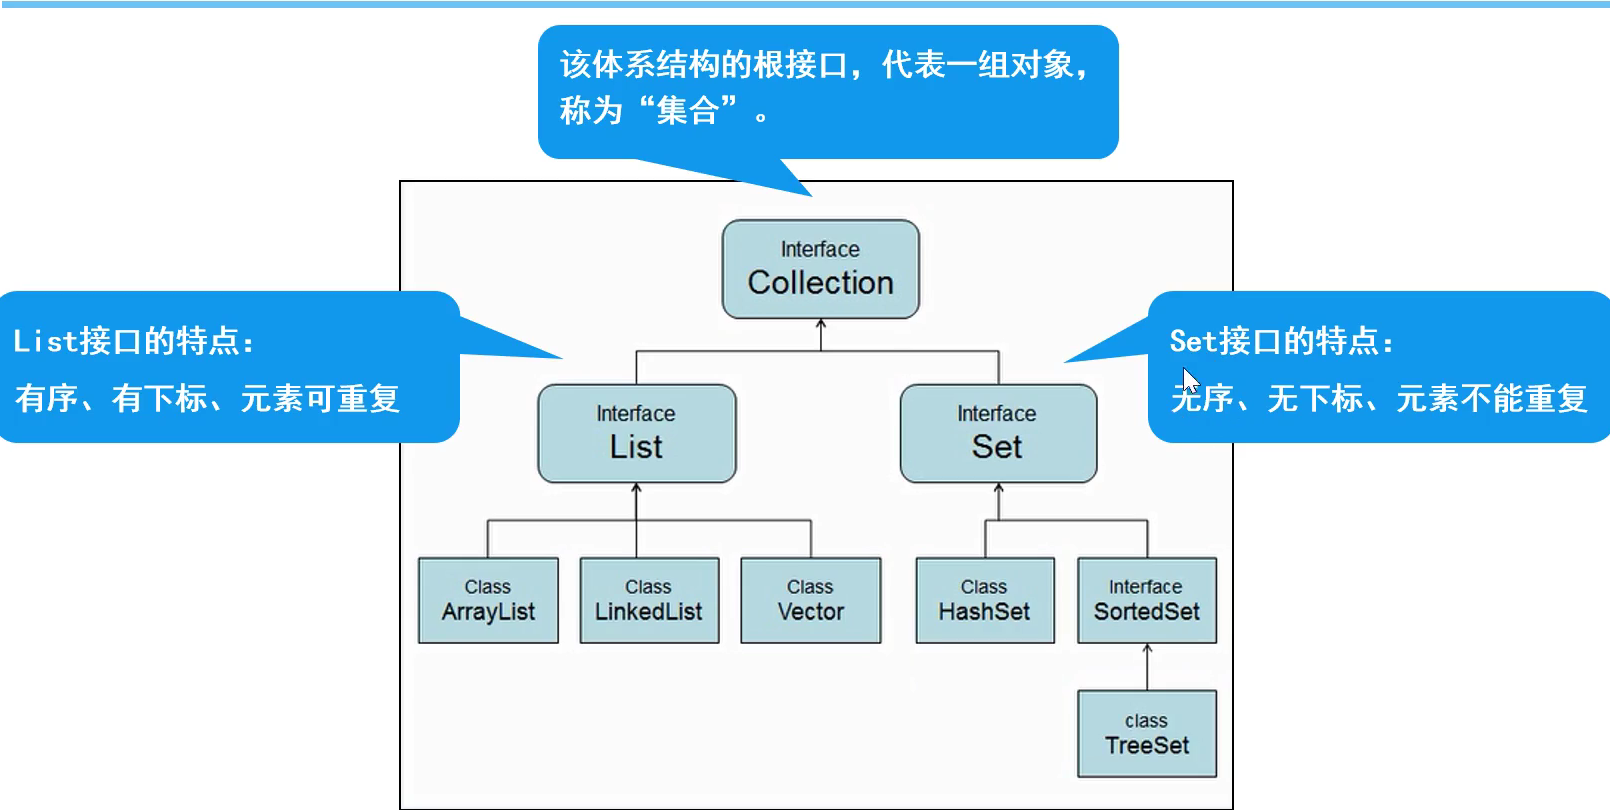 该体系结构的根接口，代表一组对象，
称为“集合”。
Interface
Collection
List接口的特点：
有序、有下标、元素可重复
Set接口的特点：
无序、无下标、元素不能重复
Interface
List
Interface
Set
Class
ArrayList
Class
LinkedList
Class
Vector
Class
HashSet
Interface
SortedSet
class
TreeSet